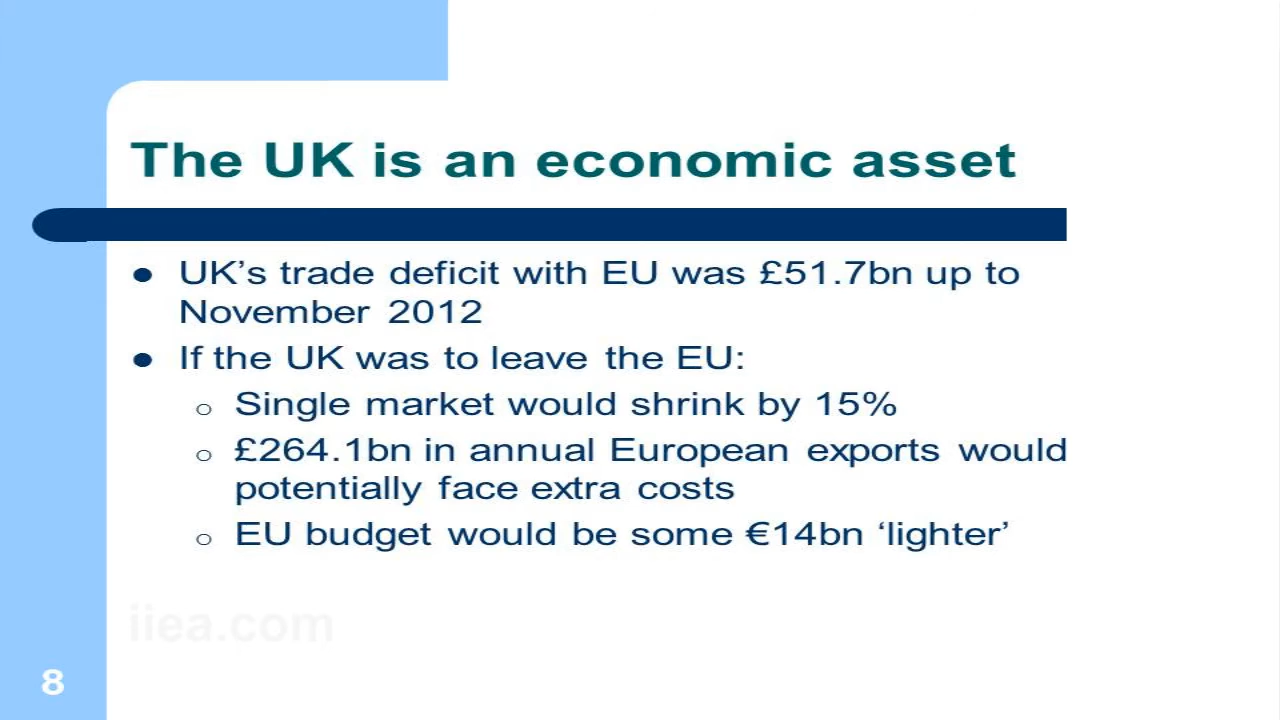 The UK is an economic asset
● UK’s trade deficit with EU was £51.7bn up to
November 2012
● If the UK was to leave the EU:
o Single market would shrink by 15%
o £264.1bn in annual European exports would
potentially face extra costs
o EU budget would be some €14bn ‘lighter’
iiea.com
8